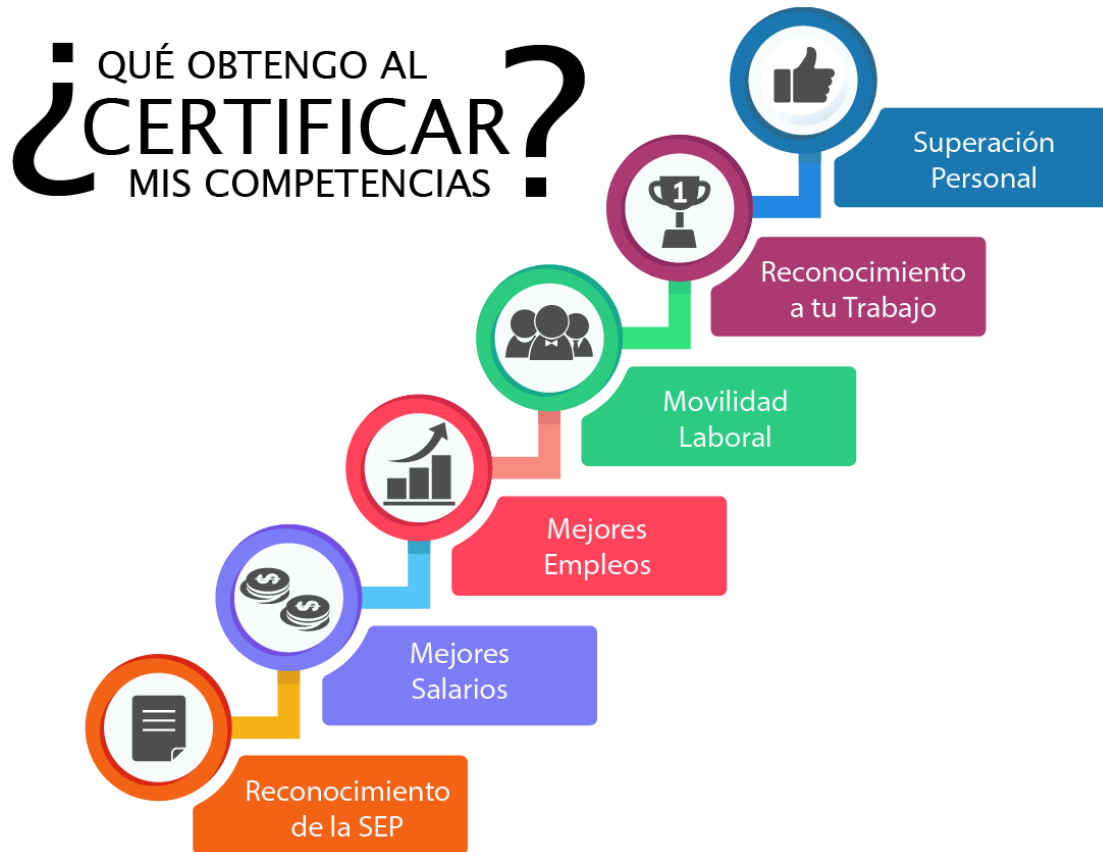 ¿QUÉ OBTENGO AL
CERTIFICAR
MIS COMPETENCIAS?
Superación
Personal
1
Reconocimiento
a tu Trabajo
Movilidad
Laboral
Mejores
Empleos
$ $
Mejores
Salarios
Reconocimiento
de la SEP